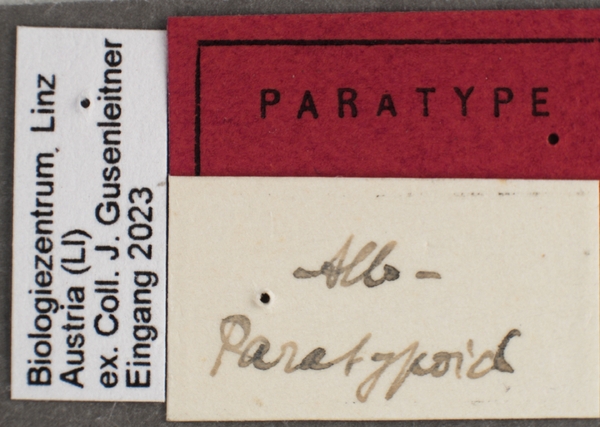 Biologiezentrum, Linz
Austria (LI)
ex. Coll. J. Gusenleitner
Eingang 2023
PARATYPE
- Allo -
Paratypoid